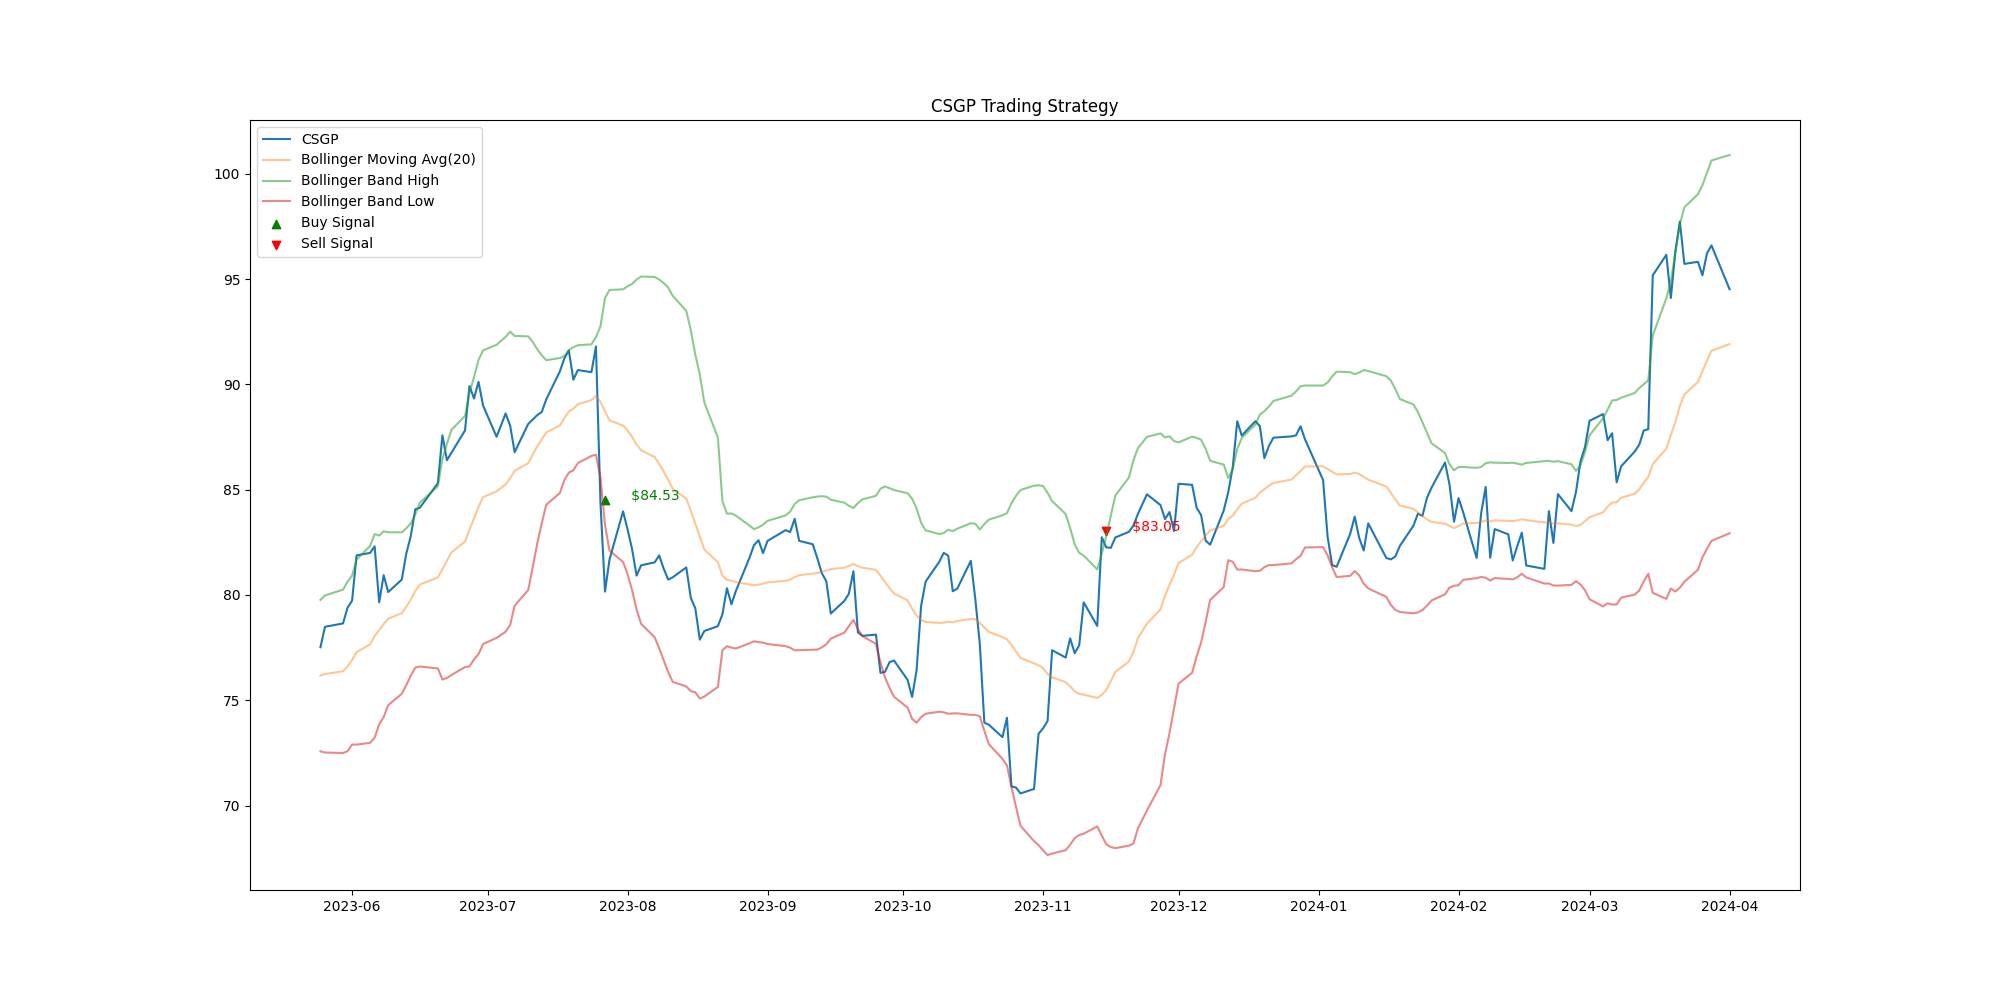 CSGP Trading Strategy
CSGP
Bollinger Moving Avg(20)
Bollinger Band High
Bollinger Band Low
Buy Signal
Sell Signal
100
95
90
85
80
75
70
$84.53
$83.05
2023-06 2023-07 2023-08 2023-09 2023-10 2023-11 2023-12 2024-01 2024-02 2024-03 2024-04